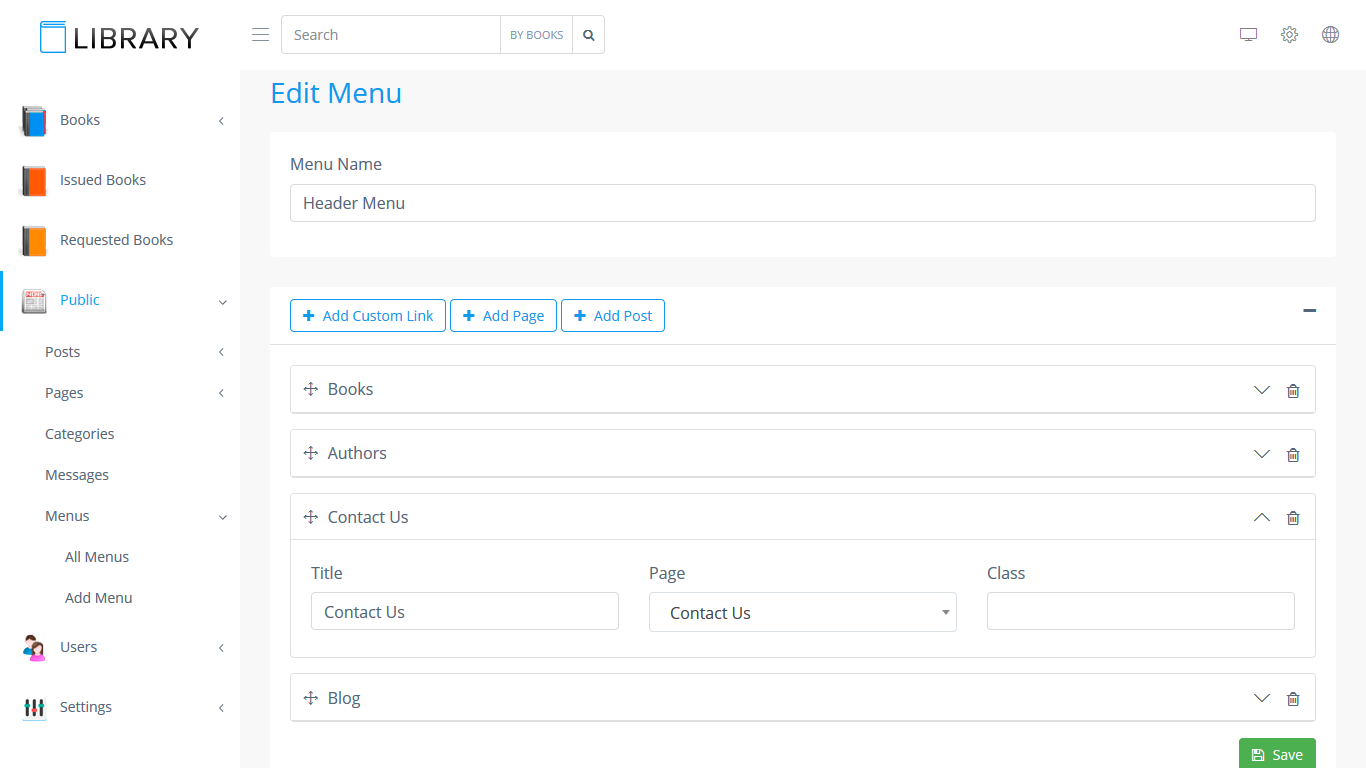 LIBRARY
Search
BY BOOKS
Books
Issued Books
Requested Books
Public
Posts
Pages
Categories
Messages
Menus
All Menus
Add Menu
Users
Settings
Edit Menu
Menu Name
Header Menu
Add Custom Link
Add Page
Add Post
Books
Authors
Contact Us
Title
Page
Class
Contact Us
Contact Us
Blog
Save